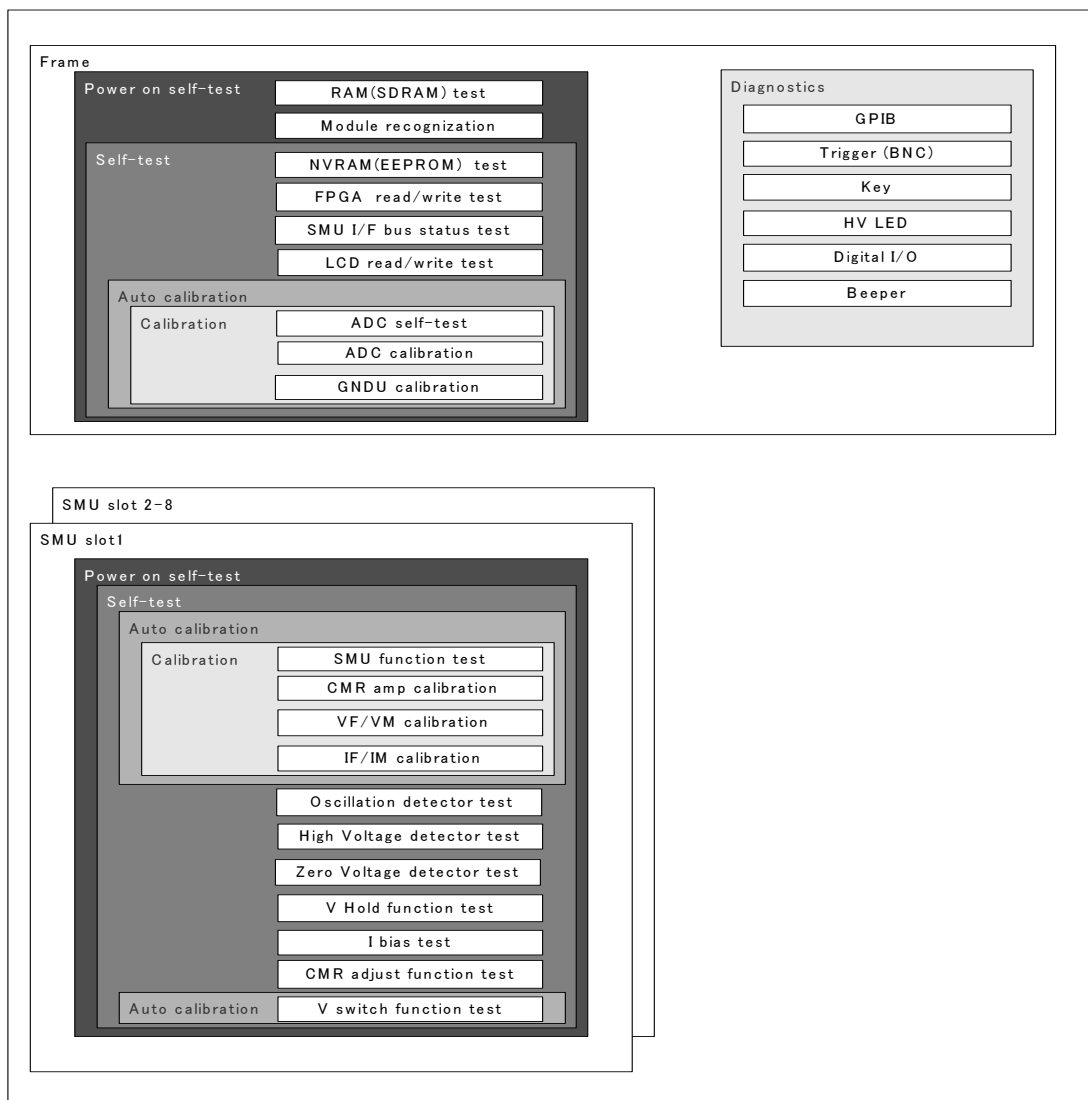 Frame
Power on self-test
RAM(SDRAM) test
Module recognization
Self-test
NVRAM(EEPROM) test
FPGA read/write test
SMU I/F bus status test
LCD read/write test
Auto calibration
Calibration
ADC self-test
ADC calibration
GNDU calibration
Diagnostics
GPIB
Trigger (BNC)
Key
HV LED
Digital I/O
Beeper
SMU slot 2-8
SMU slot1
Power on self-test
Self-test
Auto calibration
Calibration
SMU function test
CMR amp calibration
VF/VM calibration
IF/IM calibration
Oscillation detector test
High Voltage detector test
Zero Voltage detector test
V Hold function test
I bias test
CMR adjust function test
Auto calibration
V switch function test